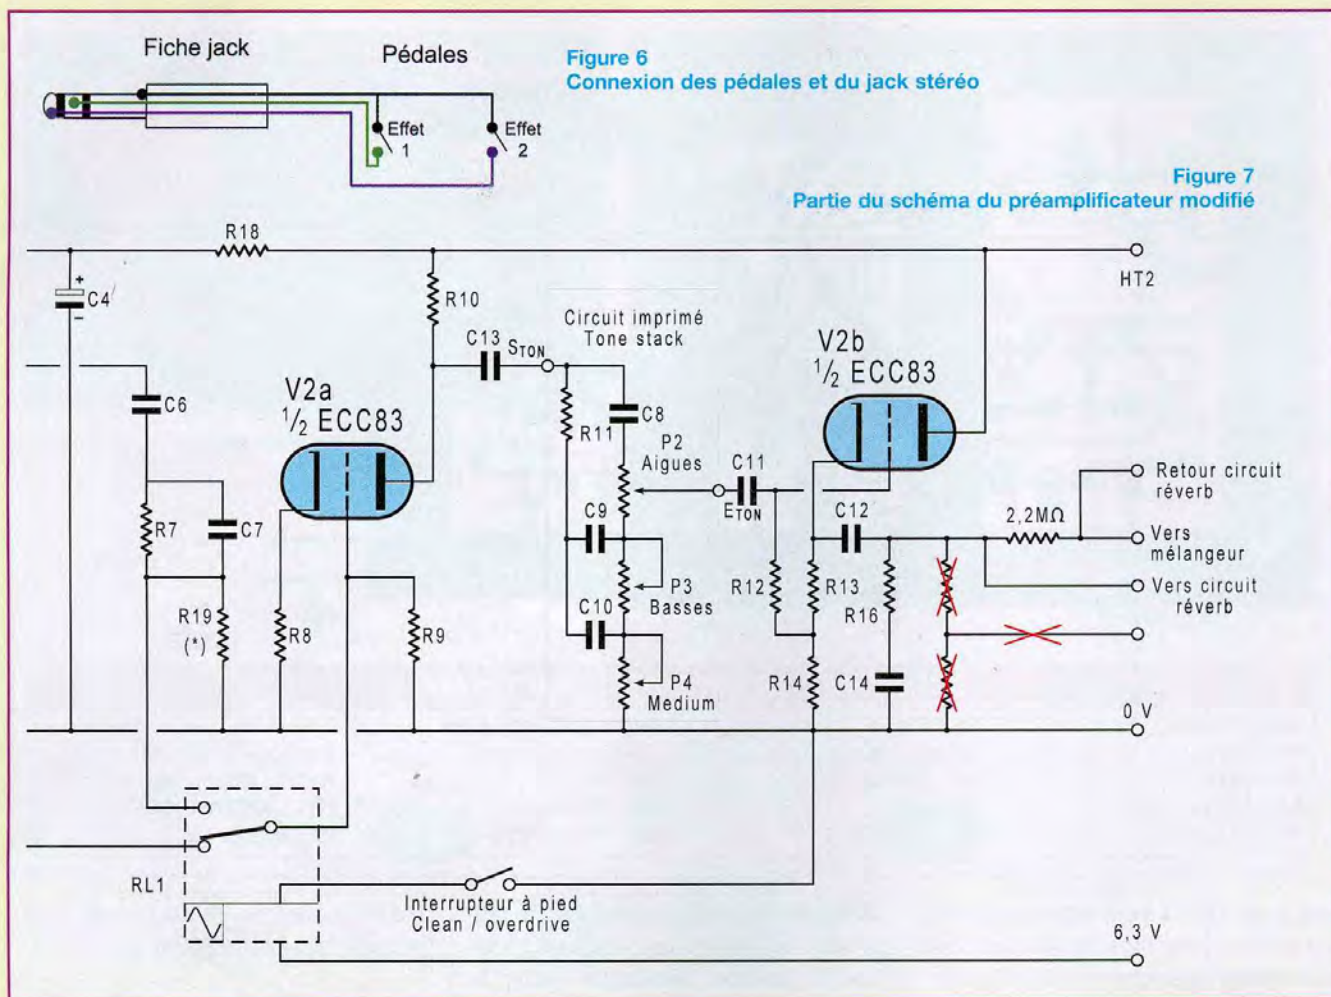 Fiche jack
Pédales
Figure 6
Connexion des pédales et du jack stéréo
Effet
1
Effet
2
Figure 7
Partie du schéma du préamplificateur modifié
R18
HT2
+
C4
–
R10
C13
STON
Circuit imprimé
Tone stack
V2a
1/2 ECC83
V2b
1/2 ECC83
C6
R11
C8
P2
Aigues
C11
ETON
C12
2,2MΩ
Retour circuit
réverb
Vers
mélangeur
Vers circuit
réverb
R7
C7
C9
P3
Basses
R12
R13
R16
R19
(*)
R8
R9
C10
P4
Medium
R14
C14
0 V
RL1
Interrupteur à pied
Clean / overdrive
6,3 V